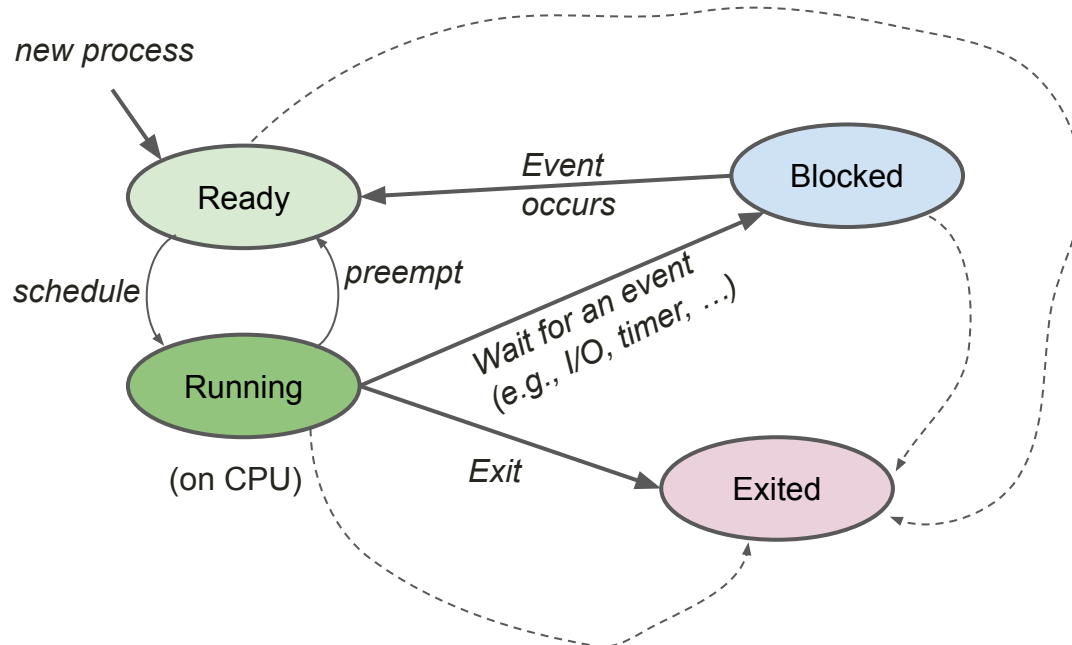 new process
Ready
Event
occurs
Blocked
schedule
preempt
Wait for an event
(e.g., I/O, timer, …)
Running
(on CPU)
Exit
Exited